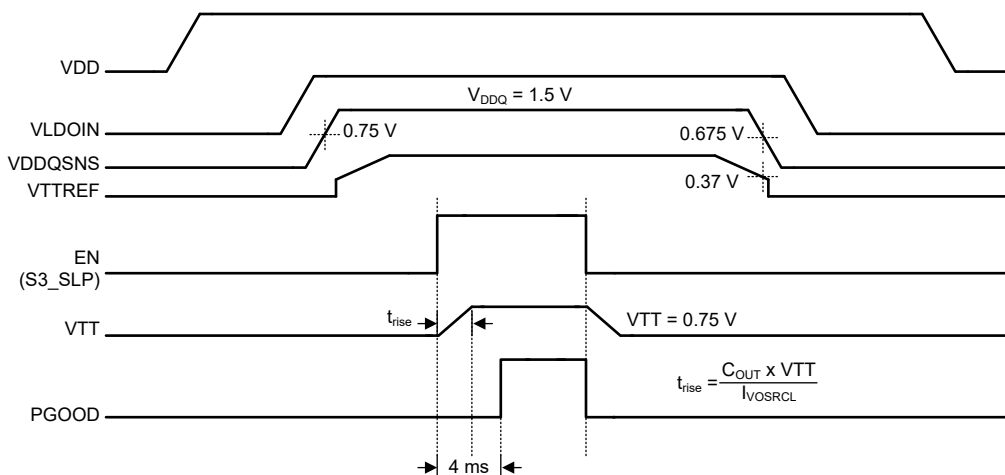 VDD
V_DDQ = 1.5 V
VLDOIN
0.75 V
0.675 V
VDDQSNS
VTTREF
0.37 V
EN
(S3_SLP)
t_rise
VTT
VTT = 0.75 V
t_rise = C_OUT x VTT
I_VOSRCL
PGOOD
4 ms